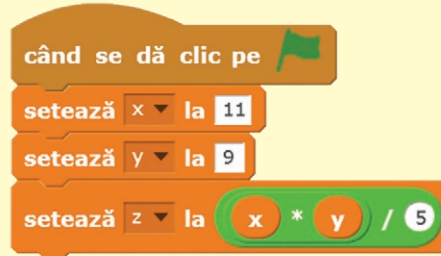 când se dă clic pe
setează x la 11
setează y la 9
setează z la x * y / 5